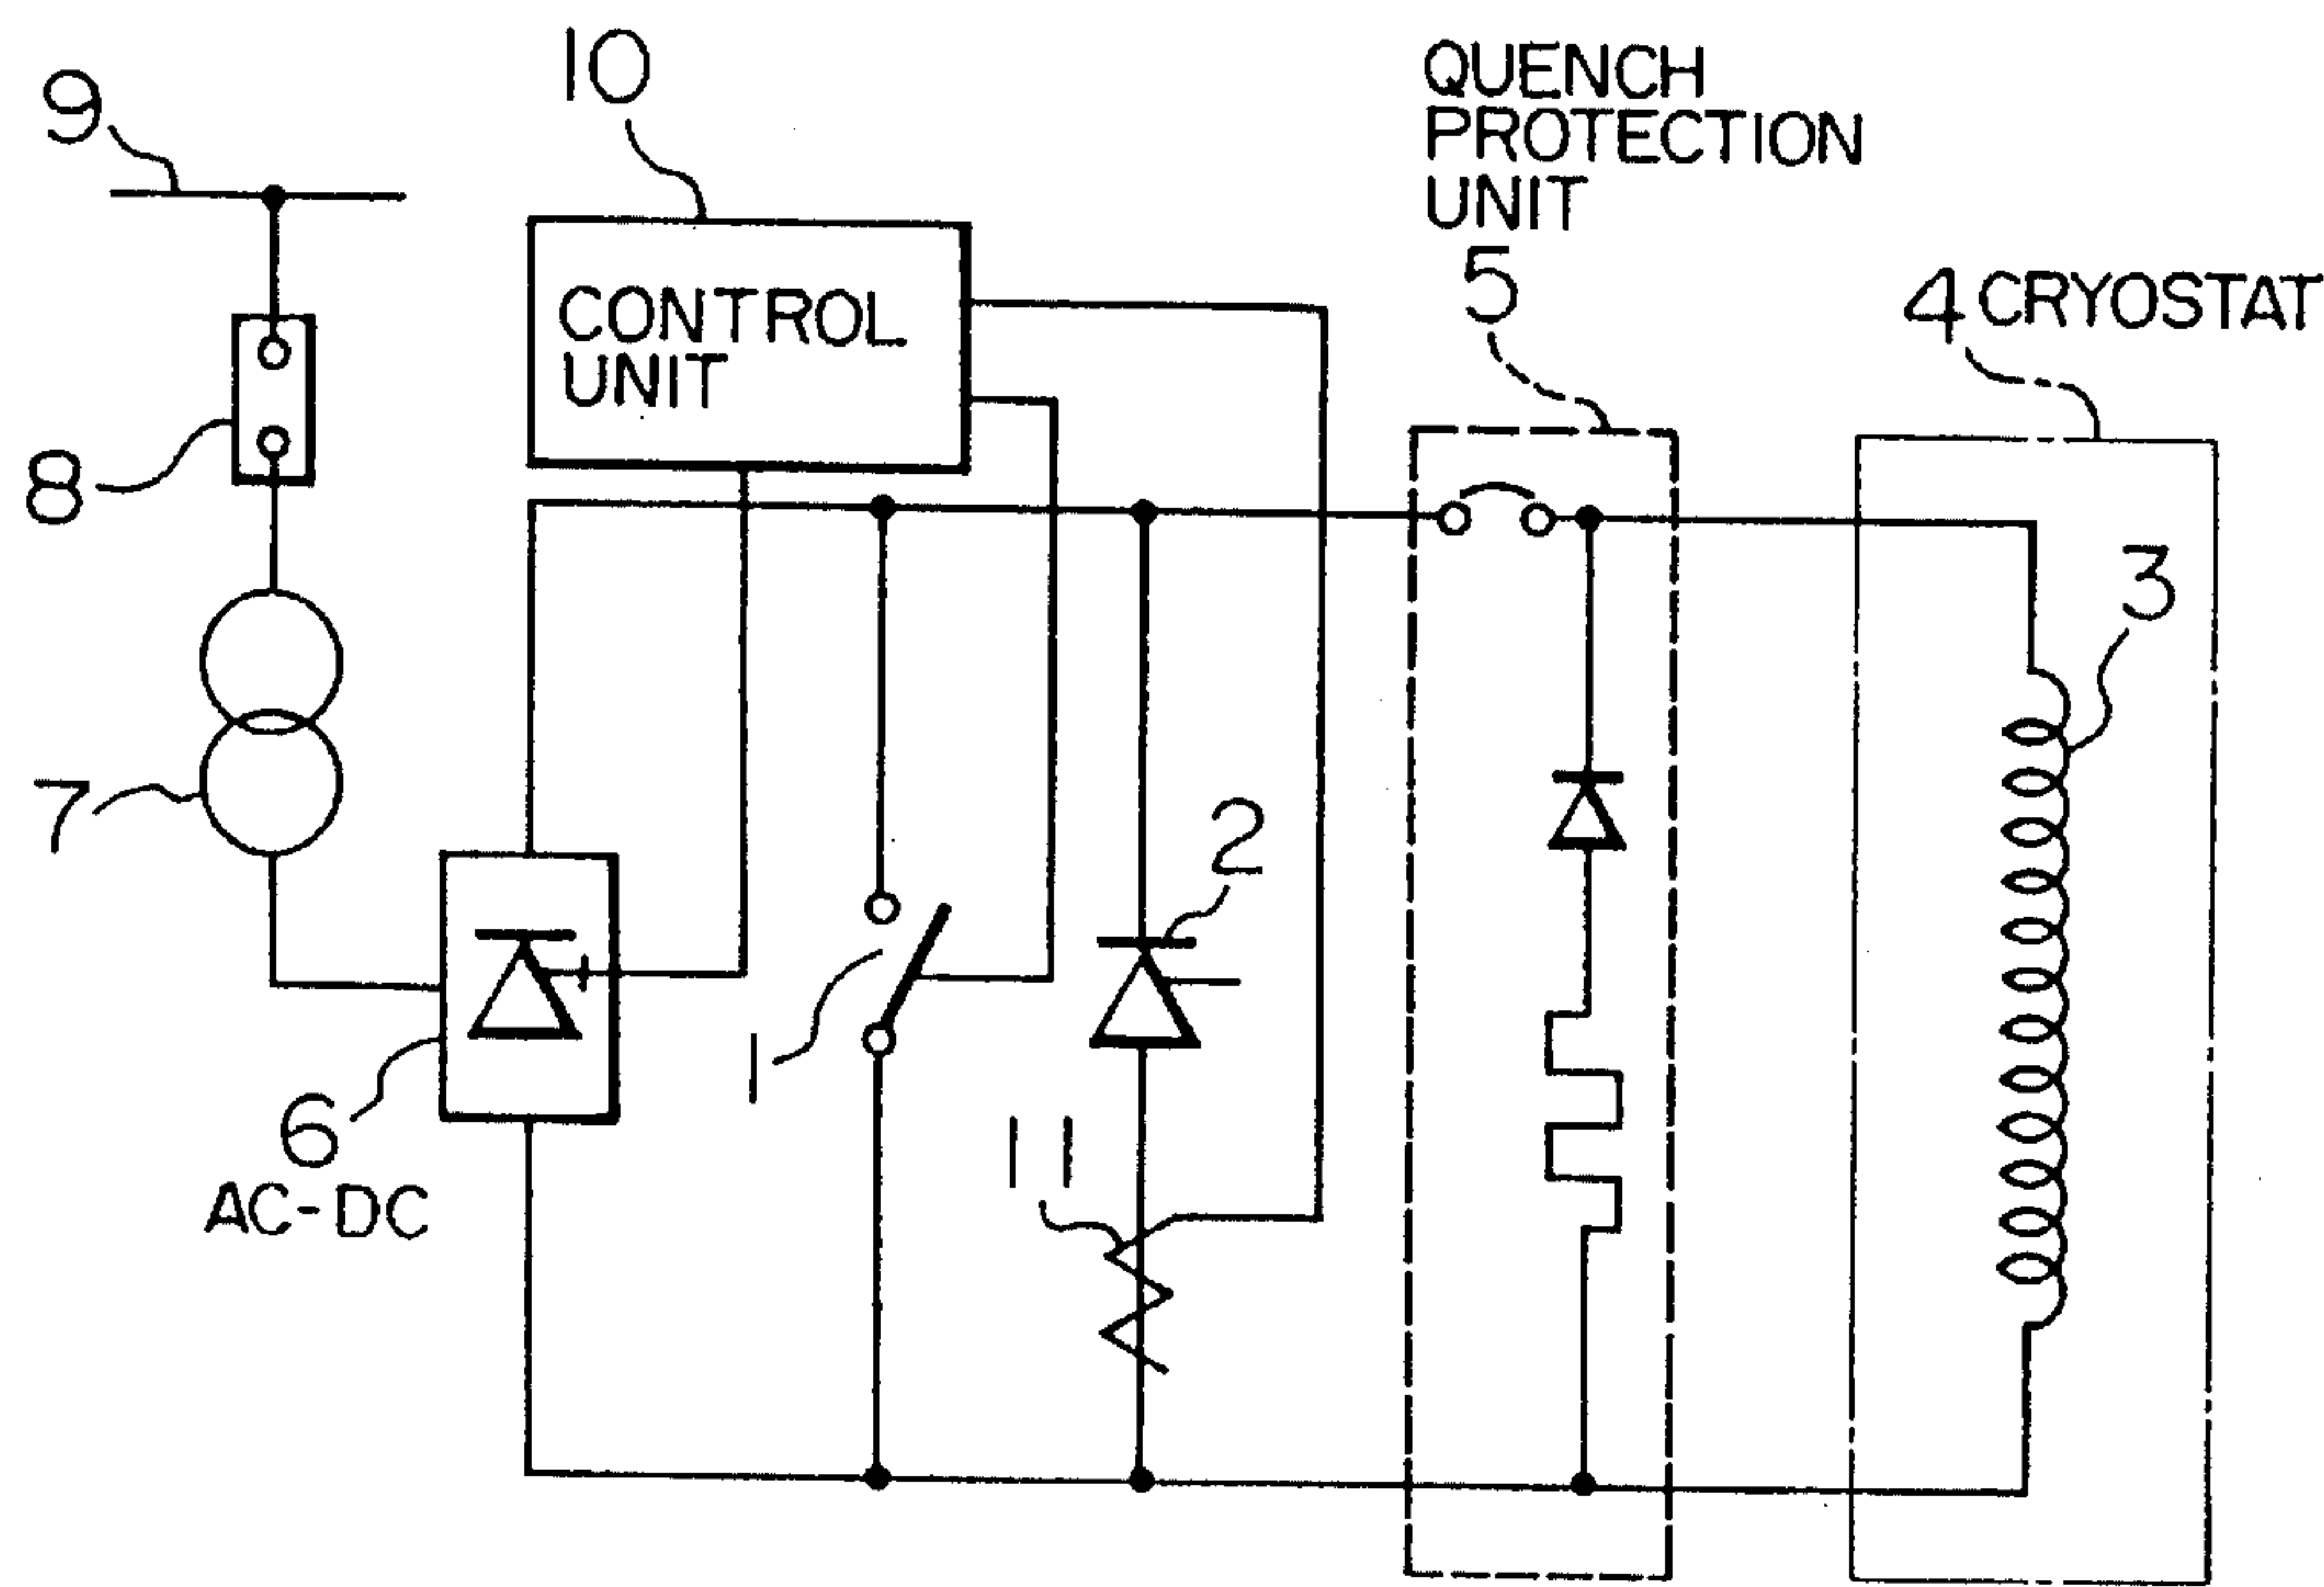 9
10
QUENCH
PROTECTION
UNIT
5
4 CRYOSTAT
CONTROL
UNIT
8
3
7
2
1
6
AC-DC
11